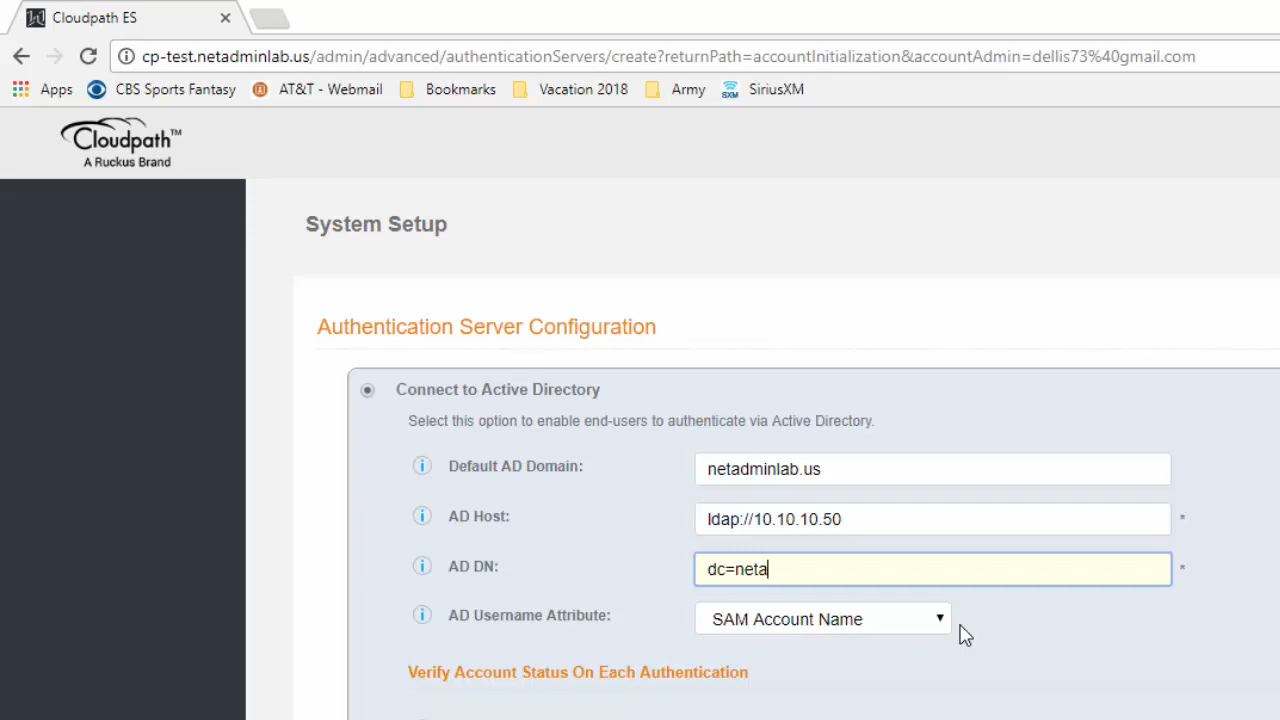 Cloudpath ES
cp-test.netadminlab.us/admin/advanced/authenticationServers/create?returnPath=accountInitialization&accountAdmin=dellis73%40gmail.com
Apps CBS Sports Fantasy AT&T - Webmail Bookmarks Vacation 2018 Army SXM SiriusXM
Cloudpath™
A Ruckus Brand
System Setup
Authentication Server Configuration
Connect to Active Directory
Select this option to enable end-users to authenticate via Active Directory.
i Default AD Domain: netadminlab.us
i AD Host: ldap://10.10.10.50 *
i AD DN: dc=neta *
i AD Username Attribute: SAM Account Name
Verify Account Status On Each Authentication